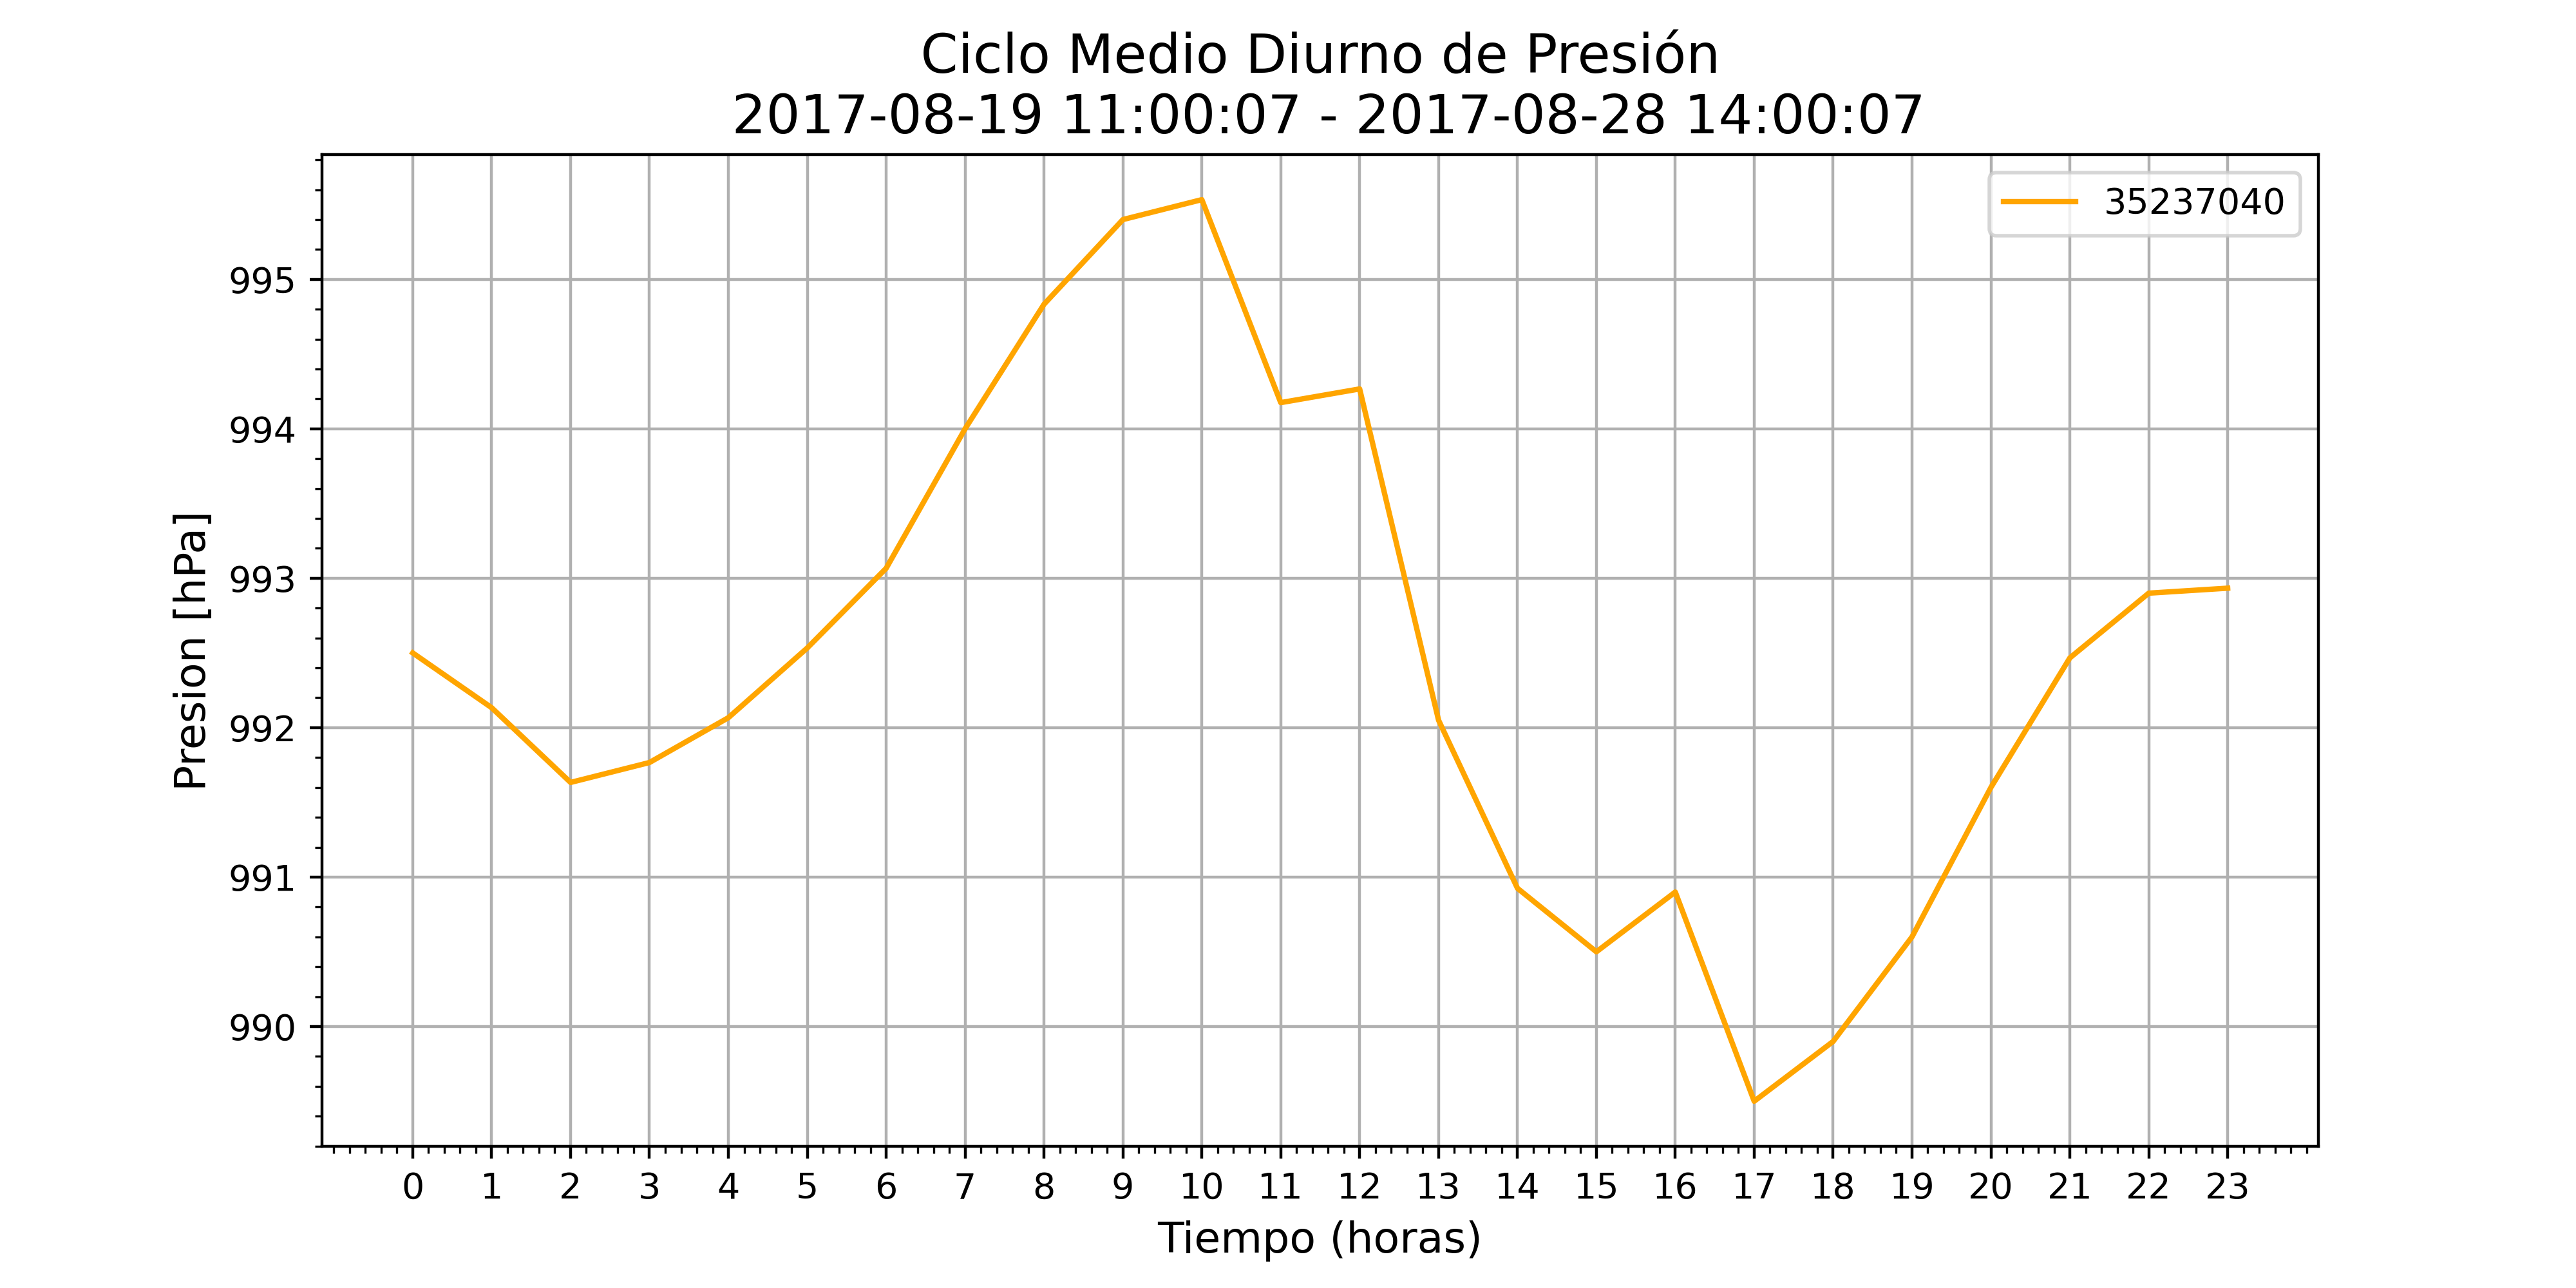 Ciclo Medio Diurno de Presión
2017-08-19 11:00:07 - 2017-08-28 14:00:07
35237040
995
994
993
992
991
990
Presion [hPa]
0 1 2 3 4 5 6 7 8 9 10 11 12 13 14 15 16 17 18 19 20 21 22 23
Tiempo (horas)